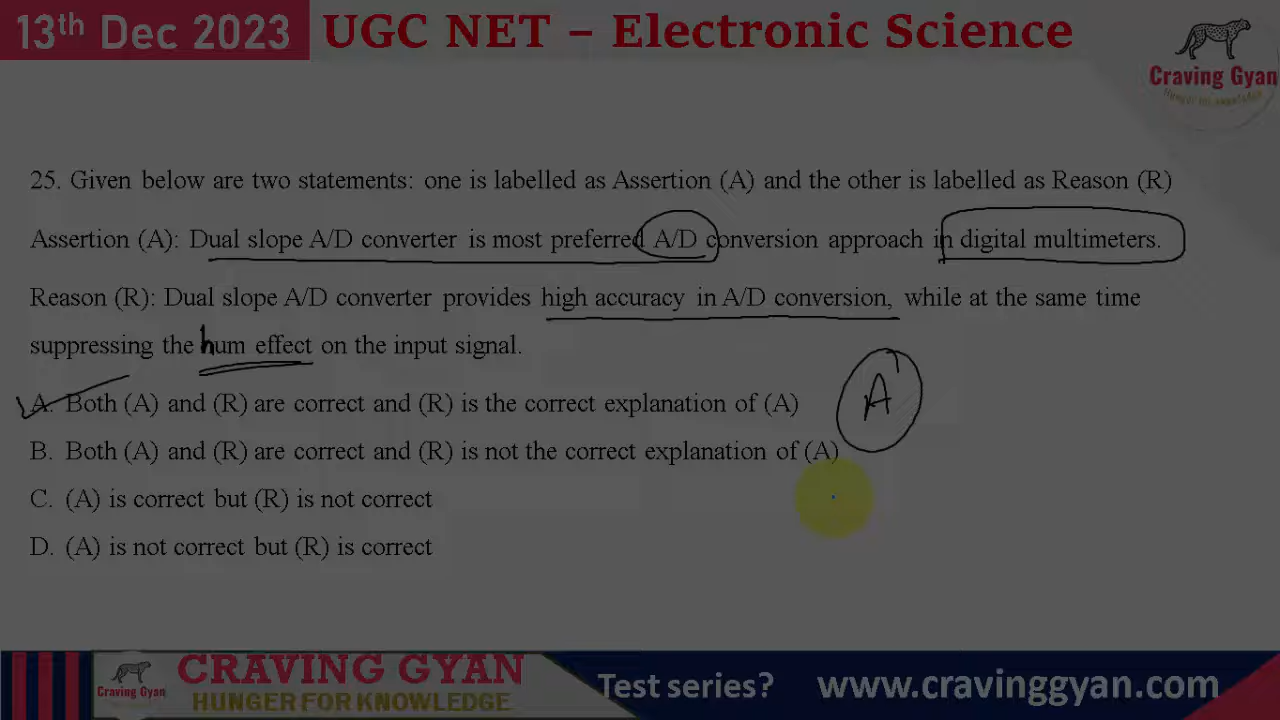 13th Dec 2023 UGC NET – Electronic Science
Craving Gyan
Hunger for knowledge
25. Given below are two statements: one is labelled as Assertion (A) and the other is labelled as Reason (R)
Assertion (A): Dual slope A/D converter is most preferred A/D conversion approach in digital multimeters.
Reason (R): Dual slope A/D converter provides high accuracy in A/D conversion, while at the same time
suppressing the hum effect on the input signal.
A. Both (A) and (R) are correct and (R) is the correct explanation of (A)
A
B. Both (A) and (R) are correct and (R) is not the correct explanation of (A)
C. (A) is correct but (R) is not correct
D. (A) is not correct but (R) is correct
Craving Gyan
CRAVING GYAN
HUNGER FOR KNOWLEDGE
Test series? www.cravinggyan.com